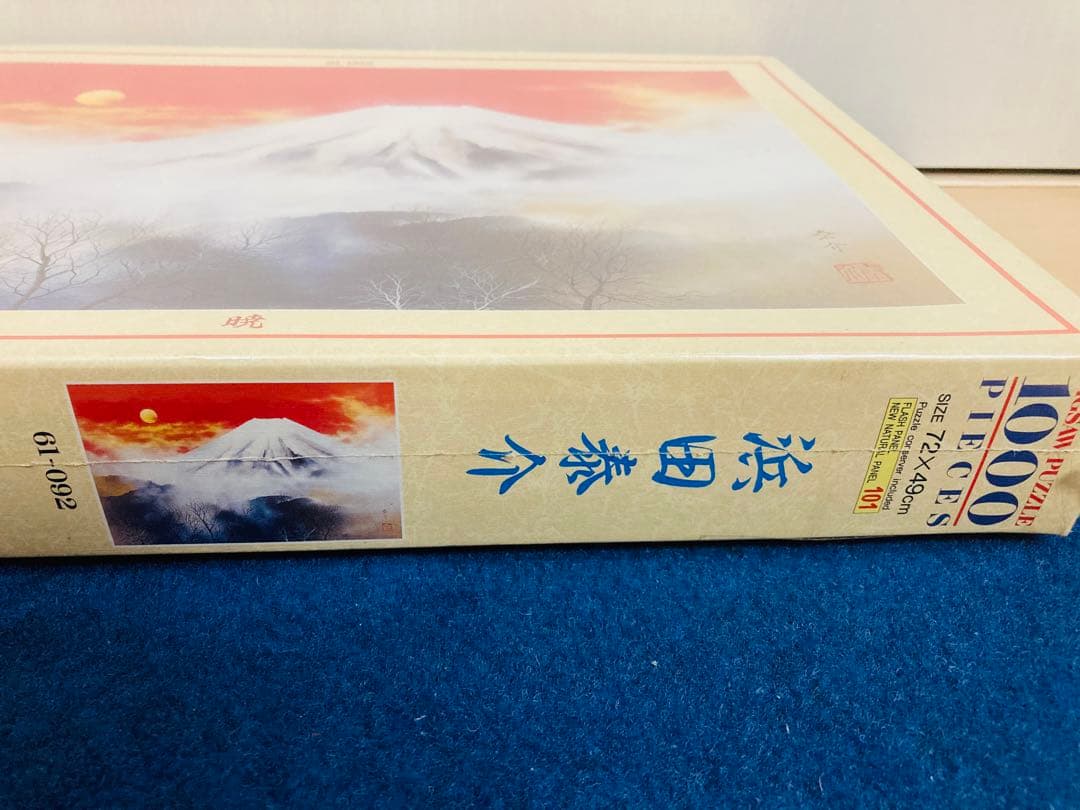 暁
JIGSAW PUZZLE
1000
PIECES
SIZE 72×49cm
Puzzle conserver included
FLASH PANEL
NEW NATURAL PANEL 101
浜田泰介
61-092